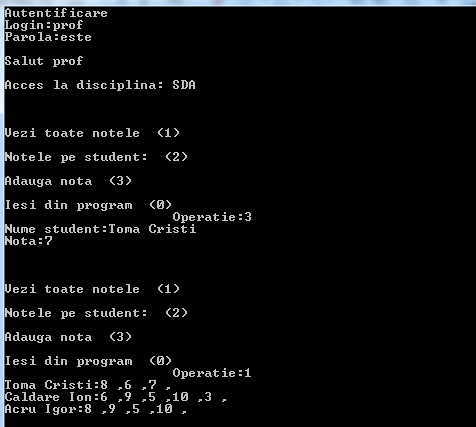 Autentificare
Login:prof
Parola:este
Salut prof
Acces la disciplina: SDA
Vezi toate notele  (1)
Notele pe student:  (2)
Adauga nota  (3)
Iesi din program  (0)
Operatie:3
Nume student:Toma Cristi
Nota:7
Vezi toate notele  (1)
Notele pe student:  (2)
Adauga nota  (3)
Iesi din program  (0)
Operatie:1
Toma Cristi:8 ,6 ,7 ,
Caldare Ion:6 ,9 ,5 ,10 ,3 ,
Acru Igor:8 ,9 ,5 ,10 ,